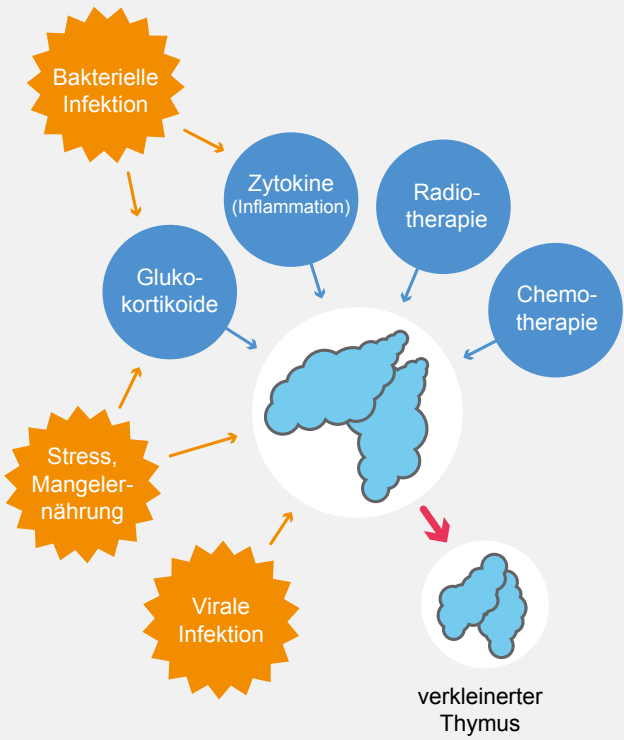 Bakterielle
Infektion
Zytokine
(Inflammation)
Radio-
therapie
Gluko-
kortikoide
Chemo-
therapie
Stress,
Mangeler-
nährung
Virale
Infektion
verkleinerter
Thymus